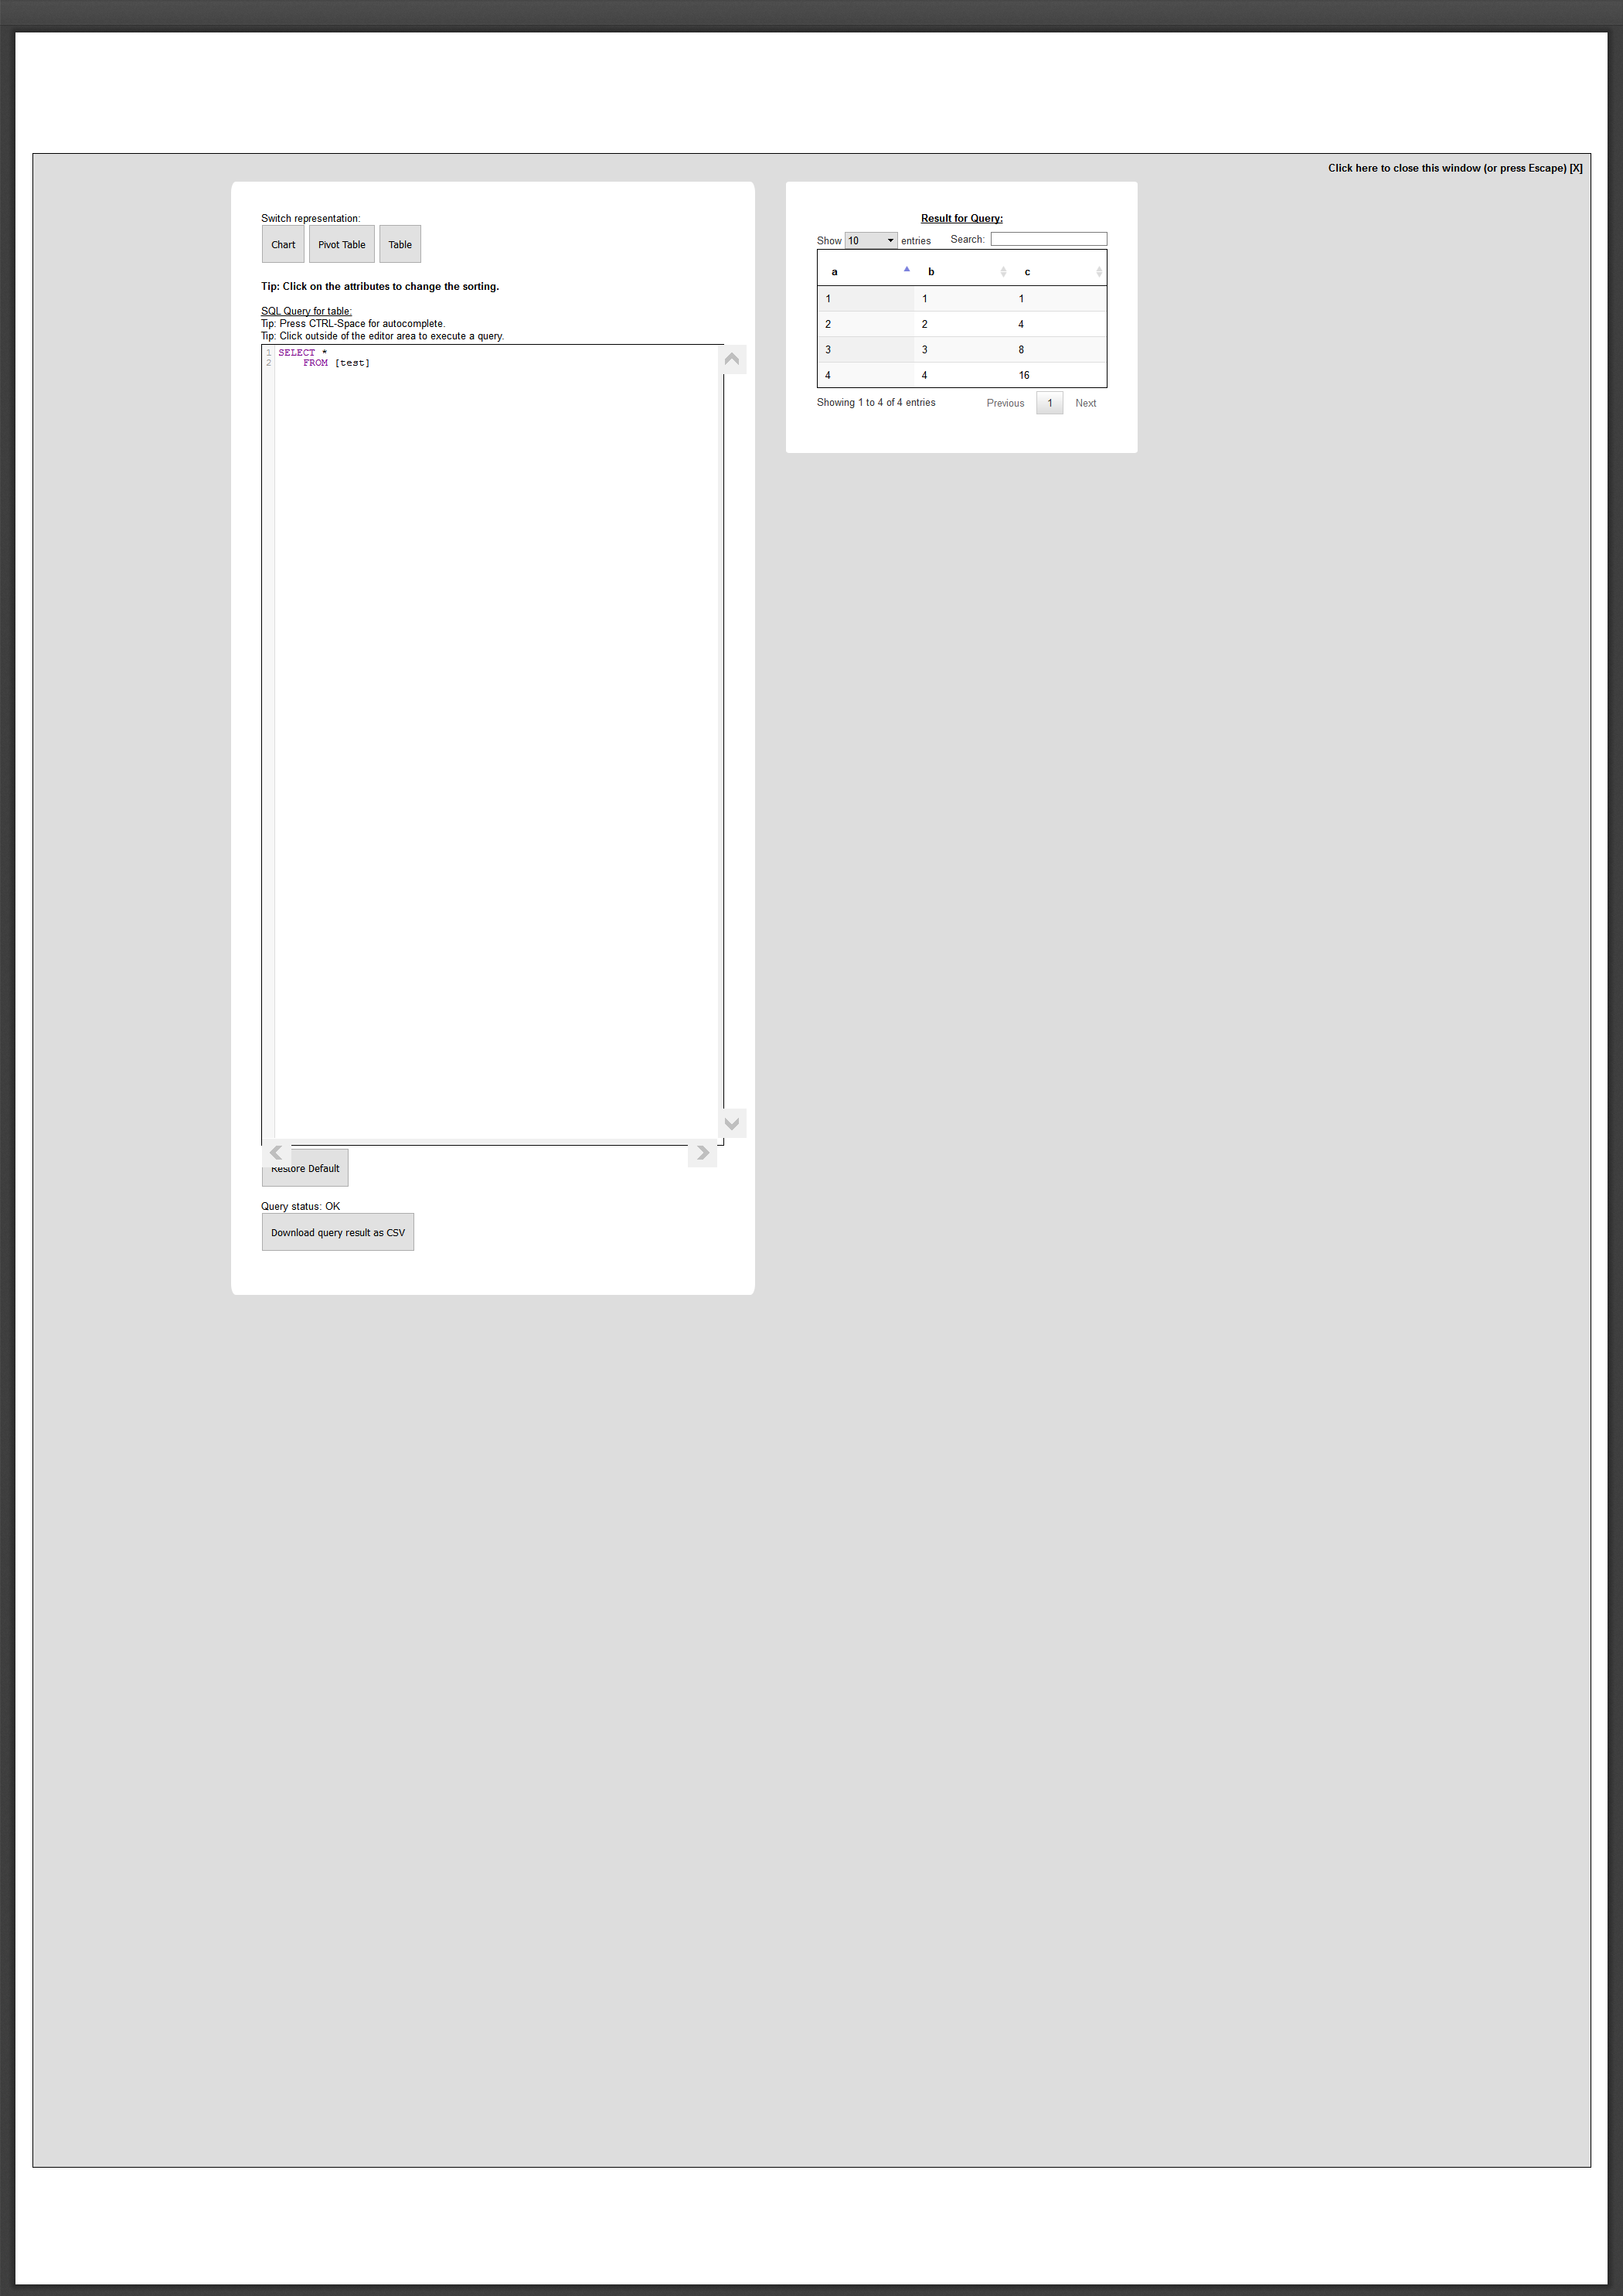 Click here to close this window (or press Escape) [X]
Switch representation:
Chart Pivot Table Table
Tip: Click on the attributes to change the sorting.
SQL Query for table:
Tip: Press CTRL-Space for autocomplete.
Tip: Click outside of the editor area to execute a query.
1 SELECT *
2 FROM [test]
Restore Default
Query status: OK
Download query result as CSV
Result for Query:
Show 10 entries Search:
a b c
1 1 1
2 2 4
3 3 8
4 4 16
Showing 1 to 4 of 4 entries Previous 1 Next